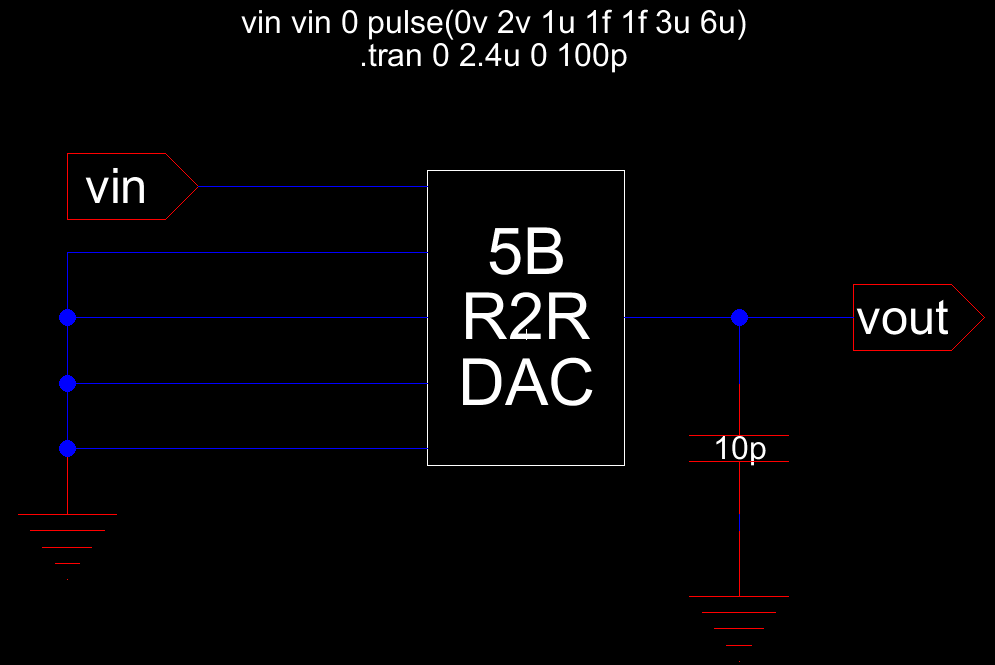 vin vin 0 pulse(0v 2v 1u 1f 1f 3u 6u)
.tran 0 2.4u 0 100p
vin
5B
R2R
DAC
vout
10p